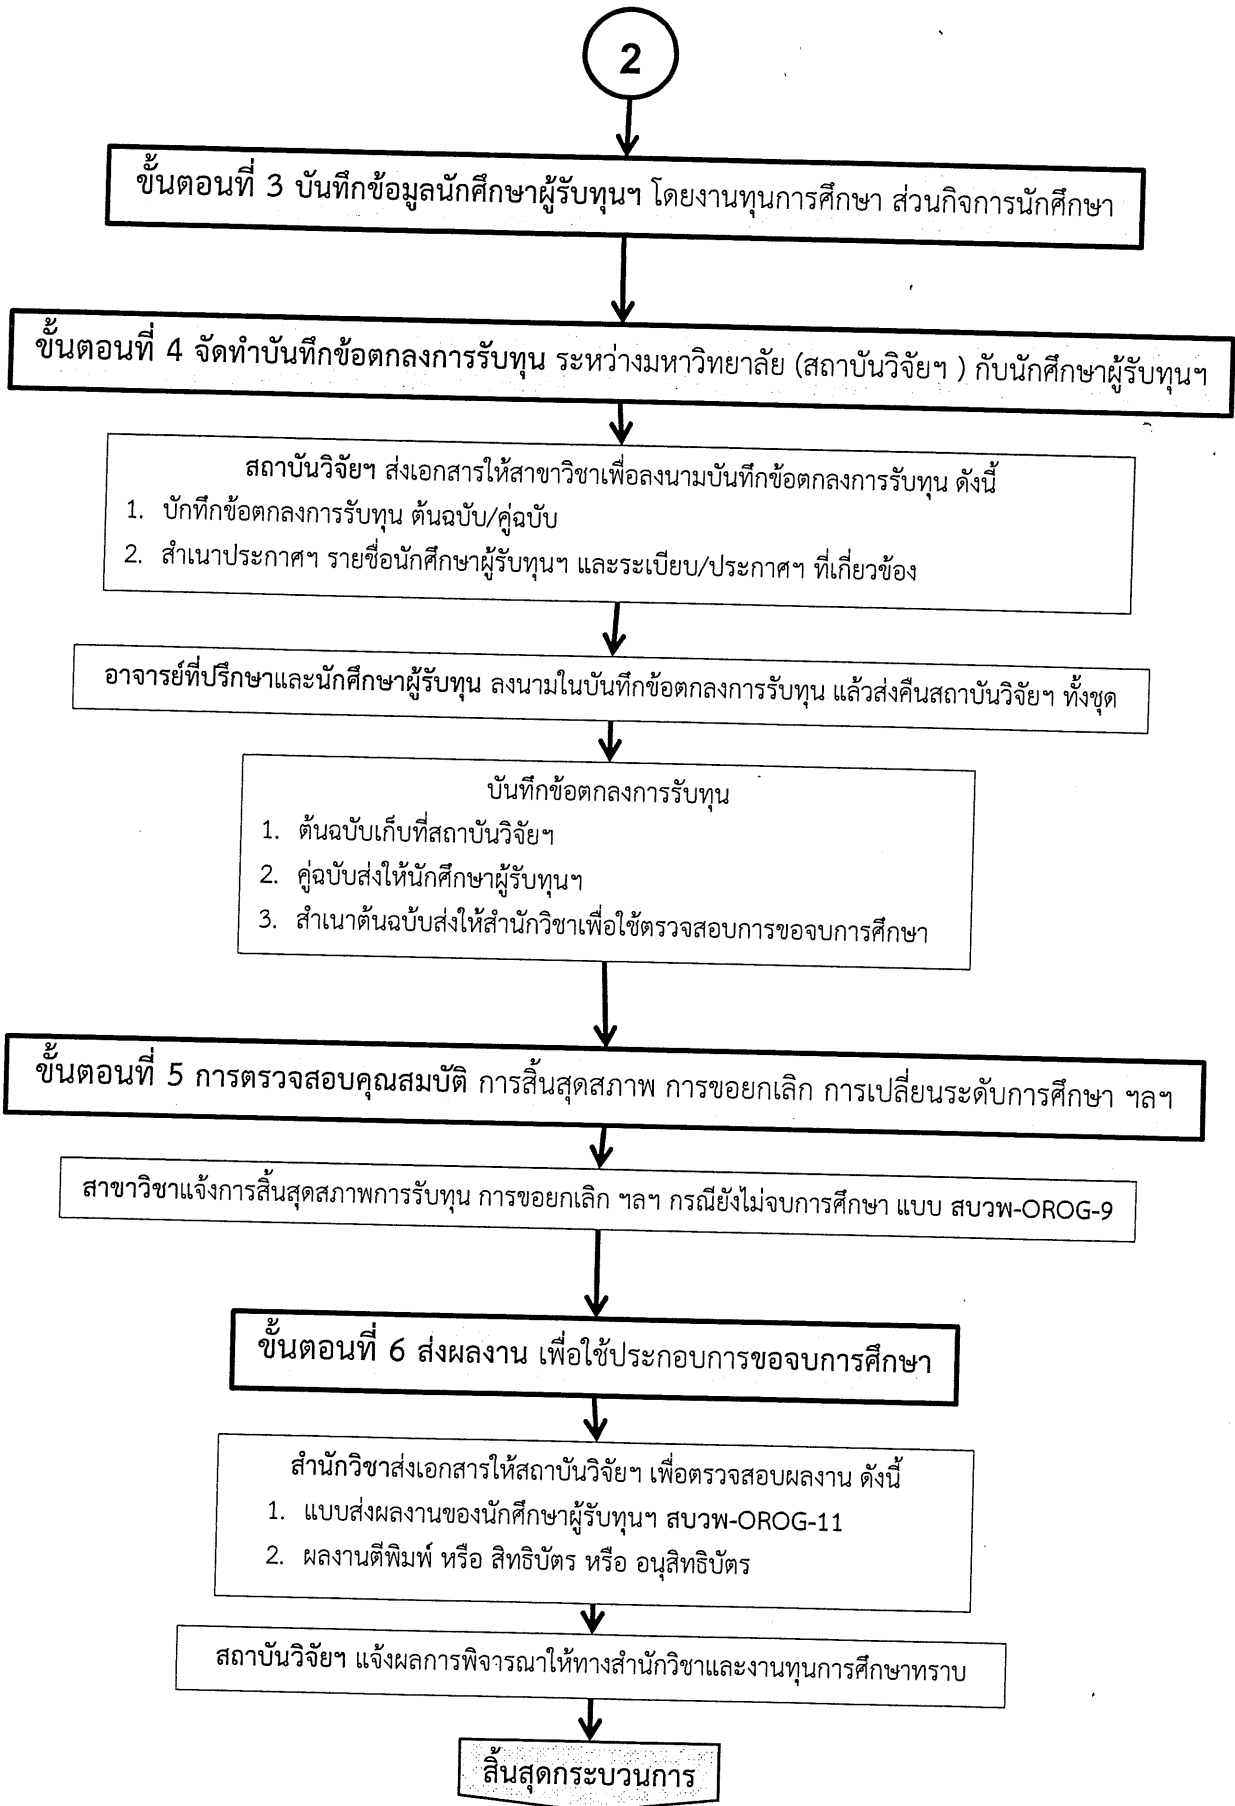 2
ขั้นตอนที่ 3 บันทึกข้อมูลนักศึกษาผู้รับทุนฯ โดยงานทุนการศึกษา ส่วนกิจการนักศึกษา
ขั้นตอนที่ 4 จัดทำบันทึกข้อตกลงการรับทุน ระหว่างมหาวิทยาลัย (สถาบันวิจัยฯ ) กับนักศึกษาผู้รับทุนฯ
สถาบันวิจัยฯ ส่งเอกสารให้สาขาวิชาเพื่อลงนามบันทึกข้อตกลงการรับทุน ดังนี้
1. บักทึกข้อตกลงการรับทุน ต้นฉบับ/คู่ฉบับ
2. สำเนาประกาศฯ รายชื่อนักศึกษาผู้รับทุนฯ และระเบียบ/ประกาศฯ ที่เกี่ยวข้อง
อาจารย์ที่ปรึกษาและนักศึกษาผู้รับทุน ลงนามในบันทึกข้อตกลงการรับทุน แล้วส่งคืนสถาบันวิจัยฯ ทั้งชุด
บันทึกข้อตกลงการรับทุน
1. ต้นฉบับเก็บที่สถาบันวิจัยฯ
2. คู่ฉบับส่งให้นักศึกษาผู้รับทุนฯ
3. สำเนาต้นฉบับส่งให้สำนักวิชาเพื่อใช้ตรวจสอบการขอจบการศึกษา
ขั้นตอนที่ 5 การตรวจสอบคุณสมบัติ การสิ้นสุดสภาพ การขอยกเลิก การเปลี่ยนระดับการศึกษา ฯลฯ
สาขาวิชาแจ้งการสิ้นสุดสภาพการรับทุน การขอยกเลิก ฯลฯ กรณียังไม่จบการศึกษา แบบ สบวพ-OROG-9
ขั้นตอนที่ 6 ส่งผลงาน เพื่อใช้ประกอบการขอจบการศึกษา
สำนักวิชาส่งเอกสารให้สถาบันวิจัยฯ เพื่อตรวจสอบผลงาน ดังนี้
1. แบบส่งผลงานของนักศึกษาผู้รับทุนฯ สบวพ-OROG-11
2. ผลงานตีพิมพ์ หรือ สิทธิบัตร หรือ อนุสิทธิบัตร
สถาบันวิจัยฯ แจ้งผลการพิจารณาให้ทางสำนักวิชาและงานทุนการศึกษาทราบ
สิ้นสุดกระบวนการ